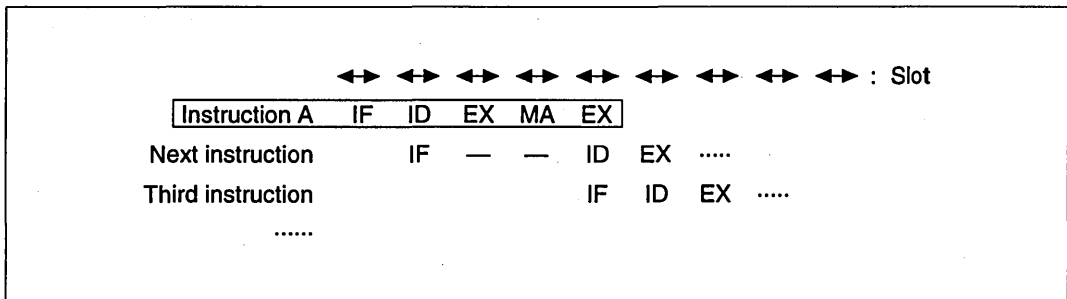 : Slot
Instruction A IF ID EX MA EX
Next instruction IF — — ID EX .....
Third instruction IF ID EX .....
......